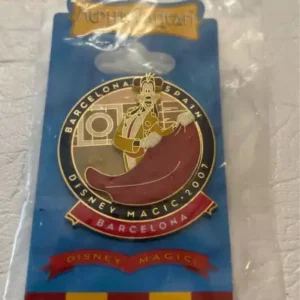 BARCELONA · SPAIN
DISNEY MAGIC · 2007
BARCELONA
DISNEY MAGIC